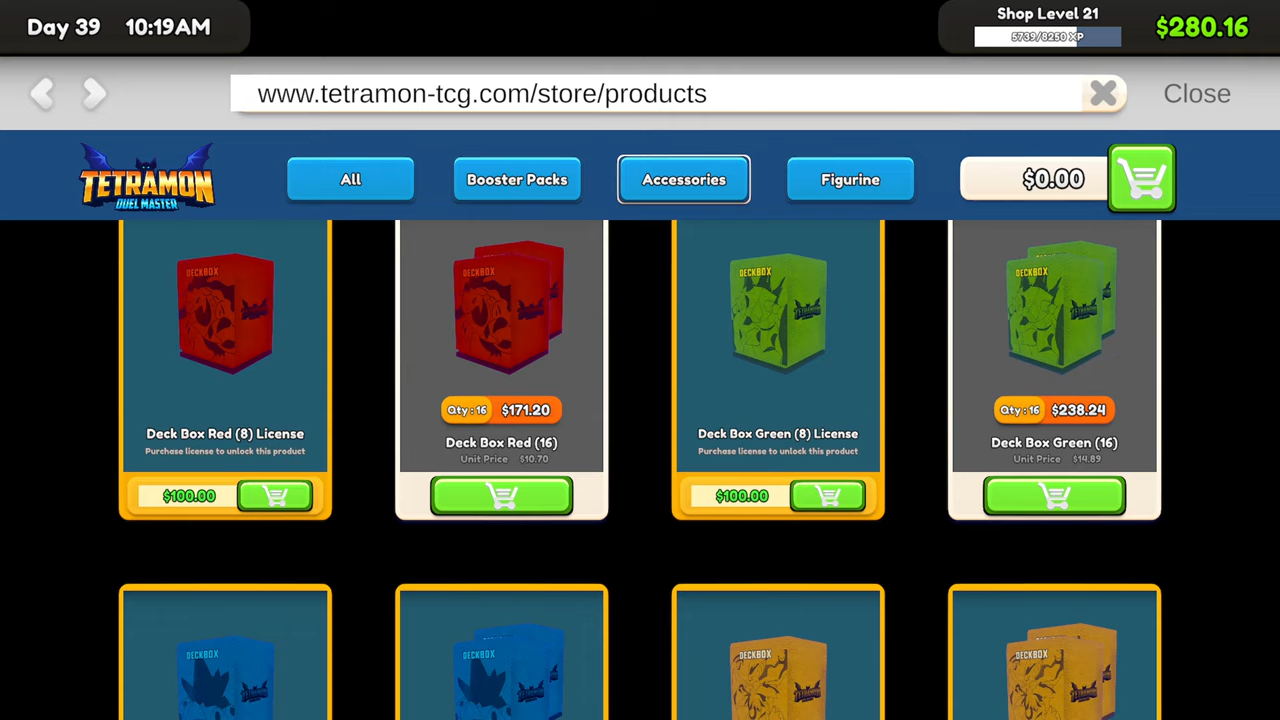 Day 39 10:19AM
Shop Level 21
5739/8250 XP
$280.16
www.tetramon-tcg.com/store/products
Close
TETRAMON
DUEL MASTER
All
Booster Packs
Accessories
Figurine
$0.00
DECKBOX
DECKBOX
DECKBOX
DECKBOX
Qty : 16 $171.20
Qty : 16 $238.24
Deck Box Red (8) License
Purchase license to unlock this product
Deck Box Red (16)
Unit Price $10.70
Deck Box Green (8) License
Purchase license to unlock this product
Deck Box Green (16)
Unit Price $14.89
$100.00
$100.00
DECKBOX
DECKBOX
DECKBOX
DECKBOX